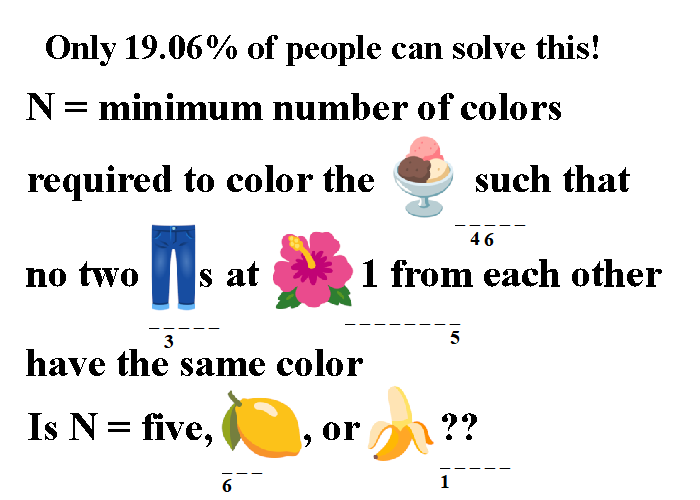 Only 19.06% of people can solve this!
N = minimum number of colors
required to color the such that
_ _ _ _ _
4 6
no two s at 1 from each other
_ _ _ _ _ _ _ _ _ _ _ _ _
3 5
have the same color
Is N = five, , or ??
_ _ _ _ _ _ _ _
6 1